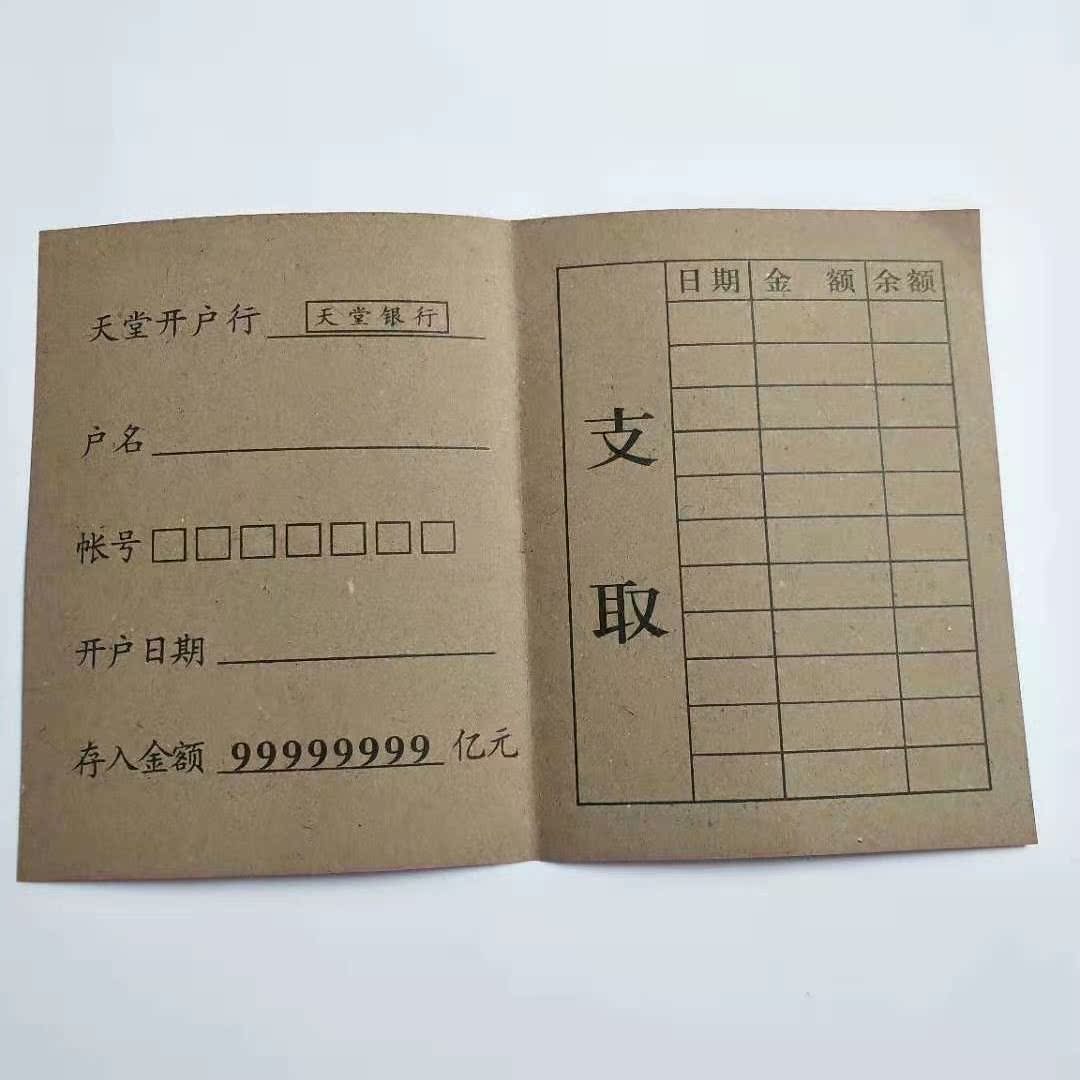 天堂开户行 天堂银行
户名
帐号□□□□□□□
开户日期
存入金额 99999999 亿元
支取
日期 金额 余额